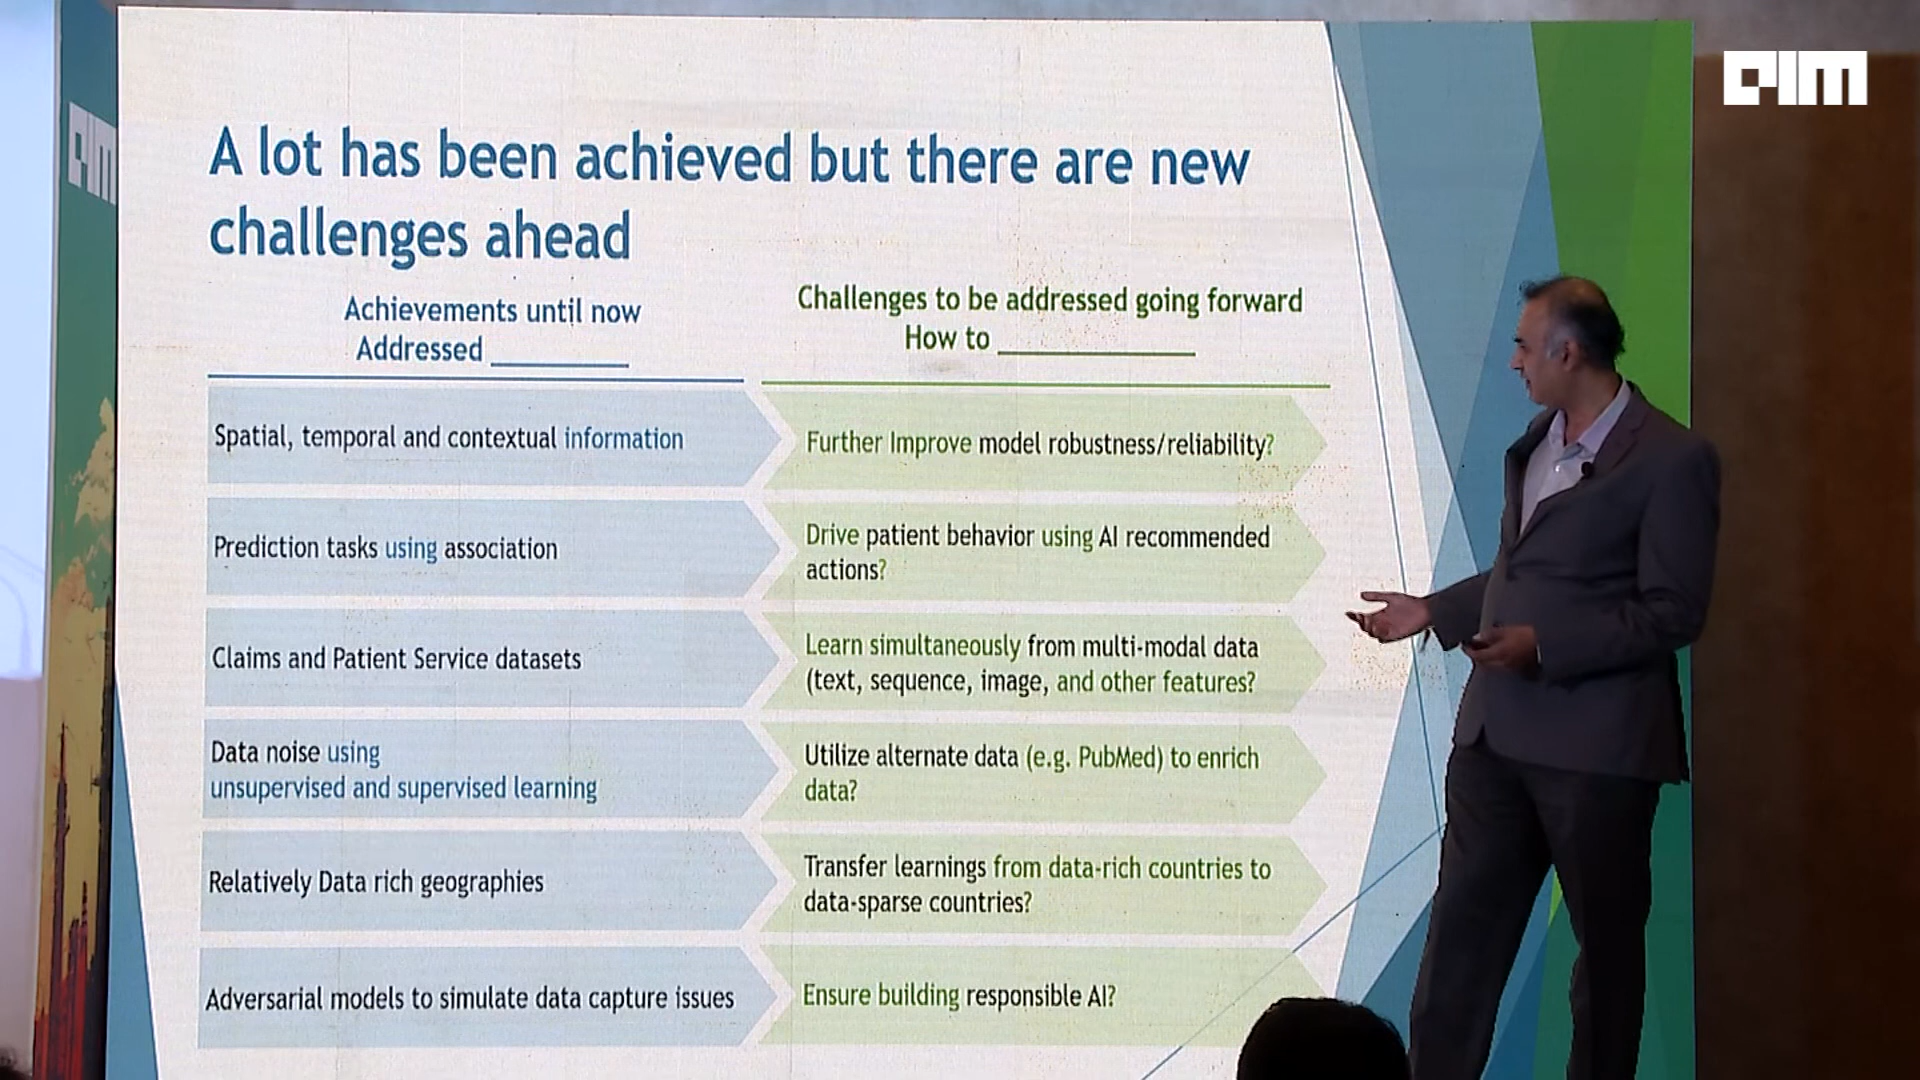 AIM
AIM
A lot has been achieved but there are new
challenges ahead
Achievements until now
Addressed __________
Challenges to be addressed going forward
How to ______________
Spatial, temporal and contextual information
Further Improve model robustness/reliability?
Prediction tasks using association
Drive patient behavior using AI recommended
actions?
Claims and Patient Service datasets
Learn simultaneously from multi-modal data
(text, sequence, image, and other features?
Data noise using
unsupervised and supervised learning
Utilize alternate data (e.g. PubMed) to enrich
data?
Relatively Data rich geographies
Transfer learnings from data-rich countries to
data-sparse countries?
Adversarial models to simulate data capture issues
Ensure building responsible AI?